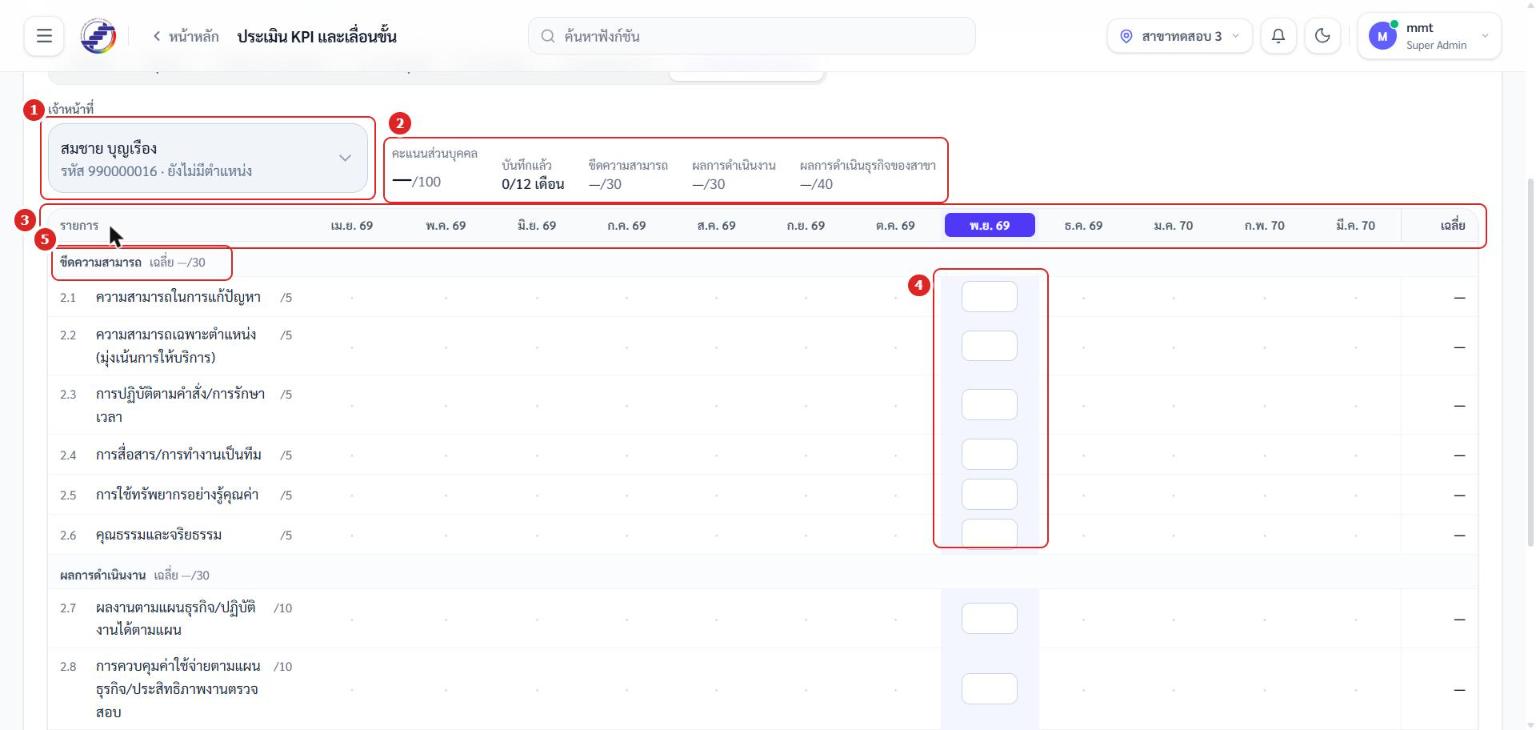 หน้าหลัก
ประเมิน KPI และเลื่อนขั้น
ค้นหาฟังก์ชัน
สาขาทดสอบ 3
M
mmt
Super Admin
1
เจ้าหน้าที่
สมชาย บุญเรือง
รหัส 990000016 · ยังไม่มีตำแหน่ง
2
คะแนนส่วนบุคคล
—/100
บันทึกแล้ว
0/12 เดือน
ขีดความสามารถ
—/30
ผลการดำเนินงาน
—/30
ผลการดำเนินธุรกิจของสาขา
—/40
3
รายการ เม.ย. 69 พ.ค. 69 มิ.ย. 69 ก.ค. 69 ส.ค. 69 ก.ย. 69 ต.ค. 69 พ.ย. 69 ธ.ค. 69 ม.ค. 70 ก.พ. 70 มี.ค. 70 เฉลี่ย
5
ขีดความสามารถ เฉลี่ย —/30
4
2.1 ความสามารถในการแก้ปัญหา /5 —
2.2 ความสามารถเฉพาะตำแหน่ง /5
(มุ่งเน้นการให้บริการ) —
2.3 การปฏิบัติตามคำสั่ง/การรักษา /5
เวลา —
2.4 การสื่อสาร/การทำงานเป็นทีม /5 —
2.5 การใช้ทรัพยากรอย่างรู้คุณค่า /5 —
2.6 คุณธรรมและจริยธรรม /5 —
ผลการดำเนินงาน เฉลี่ย —/30
2.7 ผลงานตามแผนธุรกิจ/ปฏิบัติ /10
งานได้ตามแผน —
2.8 การควบคุมค่าใช้จ่ายตามแผน /10
ธุรกิจ/ประสิทธิภาพงานตรวจ —
สอบ